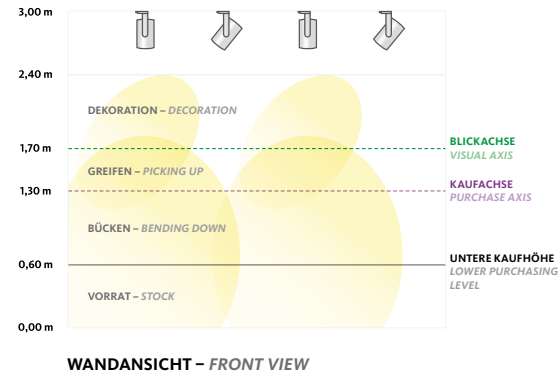 3,00 m
2,40 m
DEKORATION – DECORATION
1,70 m
BLICKACHSE
VISUAL AXIS
GREIFEN – PICKING UP
1,30 m
KAUFACHSE
PURCHASE AXIS
BÜCKEN – BENDING DOWN
0,60 m
UNTERE KAUFHÖHE
LOWER PURCHASING
LEVEL
VORRAT – STOCK
0,00 m
WANDANSICHT – FRONT VIEW